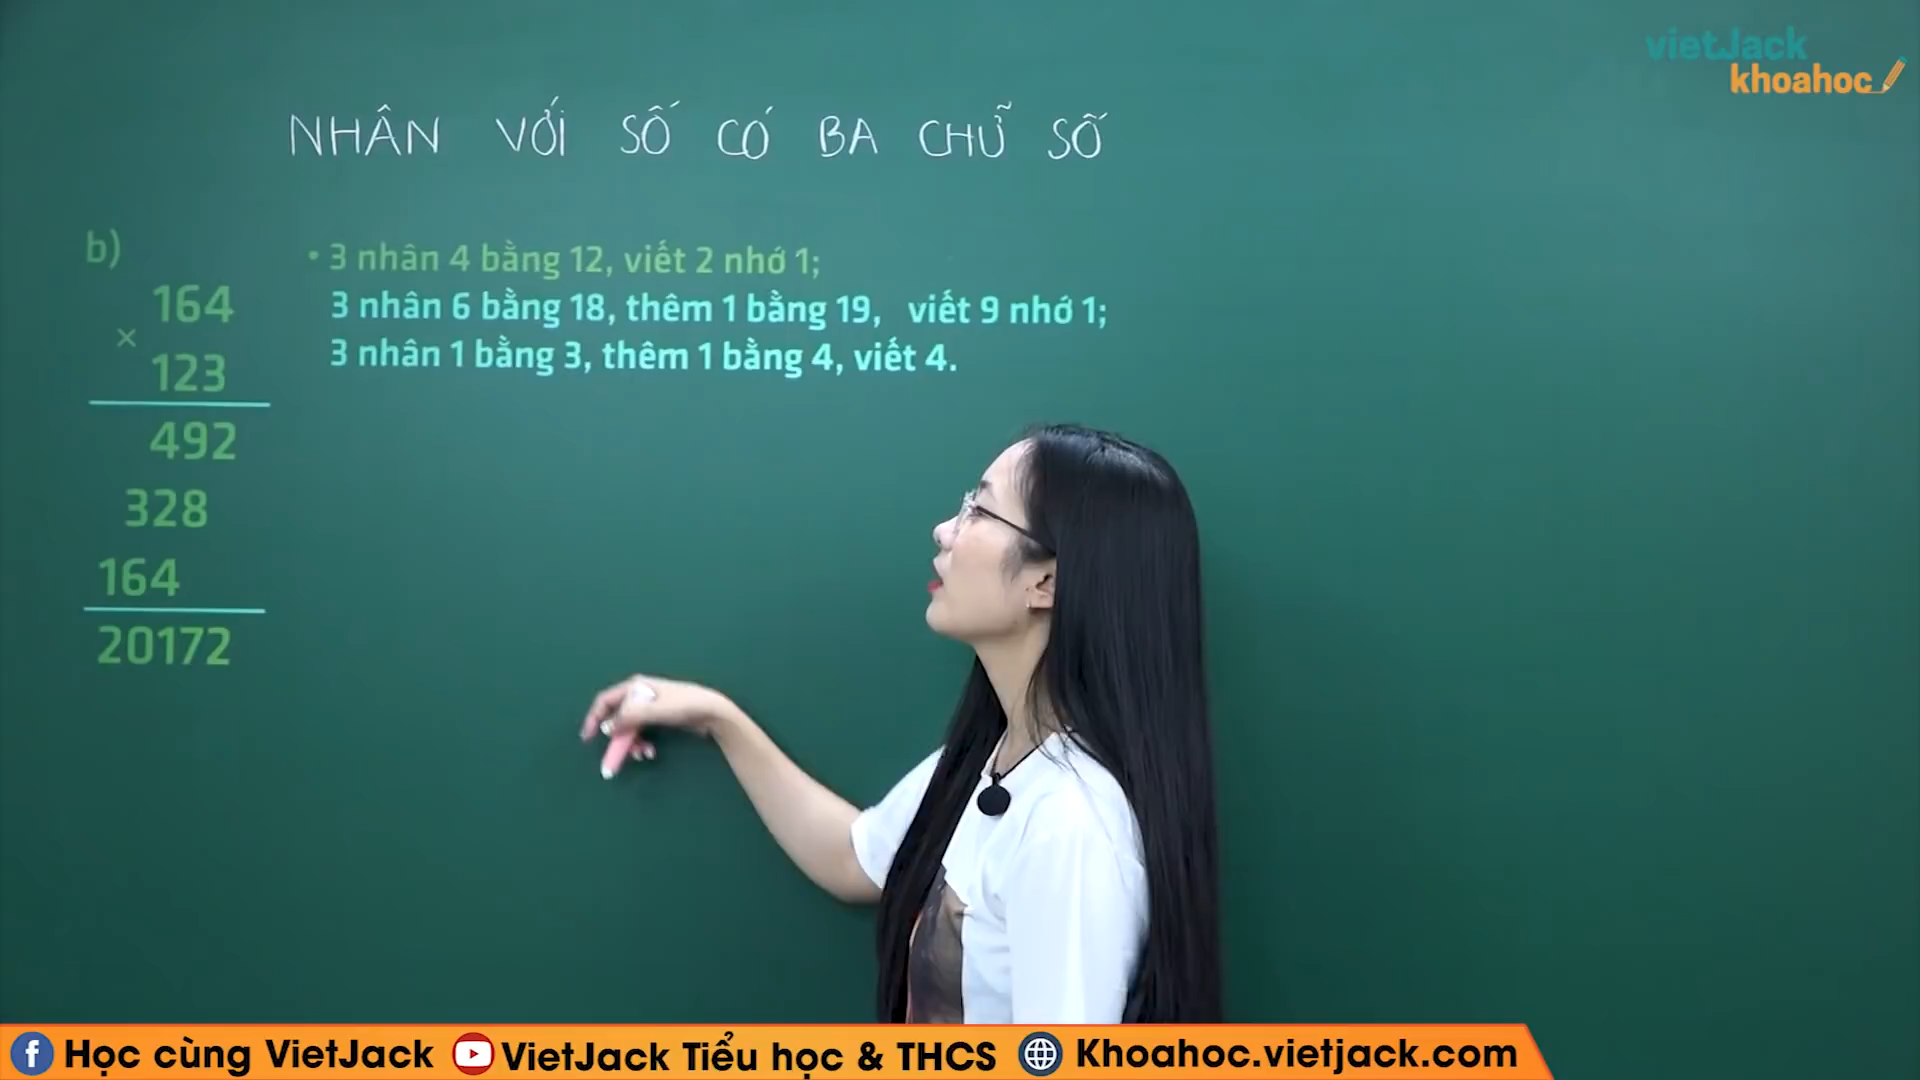 vietJack
khoahoc
NHÂN VỚI SỐ CÓ BA CHỮ SỐ
b)
• 3 nhân 4 bằng 12, viết 2 nhớ 1;
3 nhân 6 bằng 18, thêm 1 bằng 19, viết 9 nhớ 1;
3 nhân 1 bằng 3, thêm 1 bằng 4, viết 4.
164
×
123
492
328
164
20172
Học cùng VietJack VietJack Tiểu học & THCS Khoahoc.vietjack.com